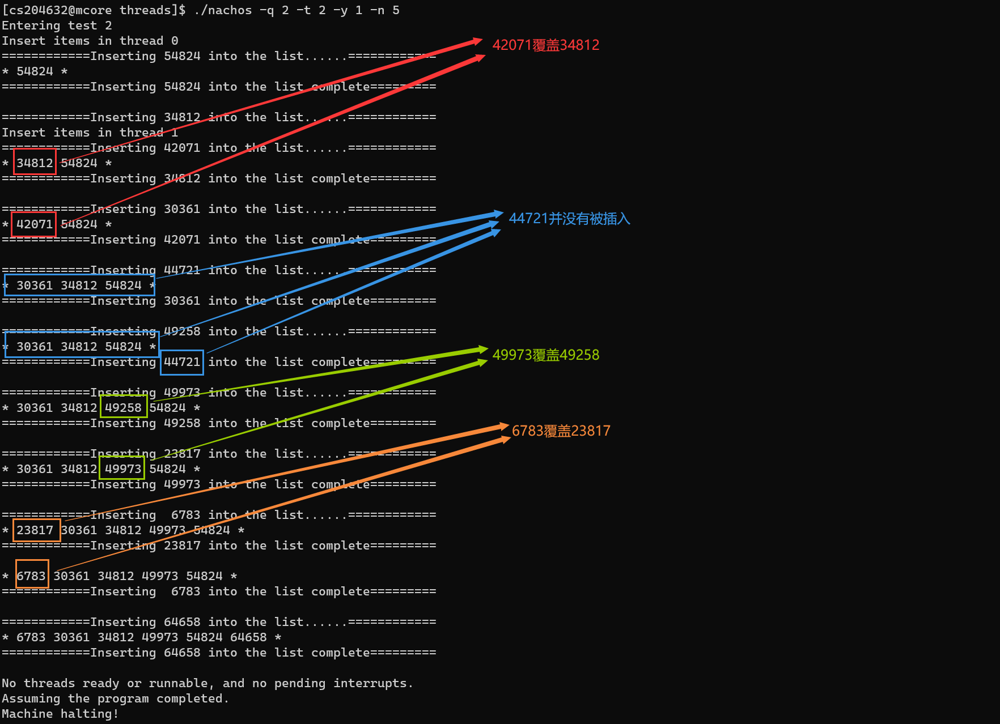 [cs204632@mcore threads]$ ./nachos -q 2 -t 2 -y 1 -n 5
Entering test 2
Insert items in thread 0
42071覆盖34812
============Inserting 54824 into the list......============
* 54824 *
============Inserting 54824 into the list complete=========
============Inserting 34812 into the list......============
Insert items in thread 1
============Inserting 42071 into the list......============
* 34812 54824 *
============Inserting 34812 into the list complete=========
============Inserting 30361 into the list......============
44721并没有被插入
* 42071 54824 *
============Inserting 42071 into the list complete=========
============Inserting 44721 into the list......============
* 30361 34812 54824 *
============Inserting 30361 into the list complete=========
============Inserting 49258 into the list......============
* 30361 34812 54824 *
49973覆盖49258
============Inserting 44721 into the list complete=========
============Inserting 49973 into the list......============
* 30361 34812 49258 54824 *
============Inserting 49258 into the list complete=========
6783覆盖23817
============Inserting 23817 into the list......============
* 30361 34812 49973 54824 *
============Inserting 49973 into the list complete=========
============Inserting  6783 into the list......============
* 23817 30361 34812 49973 54824 *
============Inserting 23817 into the list complete=========
* 6783 30361 34812 49973 54824 *
============Inserting  6783 into the list complete=========
============Inserting 64658 into the list......============
* 6783 30361 34812 49973 54824 64658 *
============Inserting 64658 into the list complete=========
No threads ready or runnable, and no pending interrupts.
Assuming the program completed.
Machine halting!